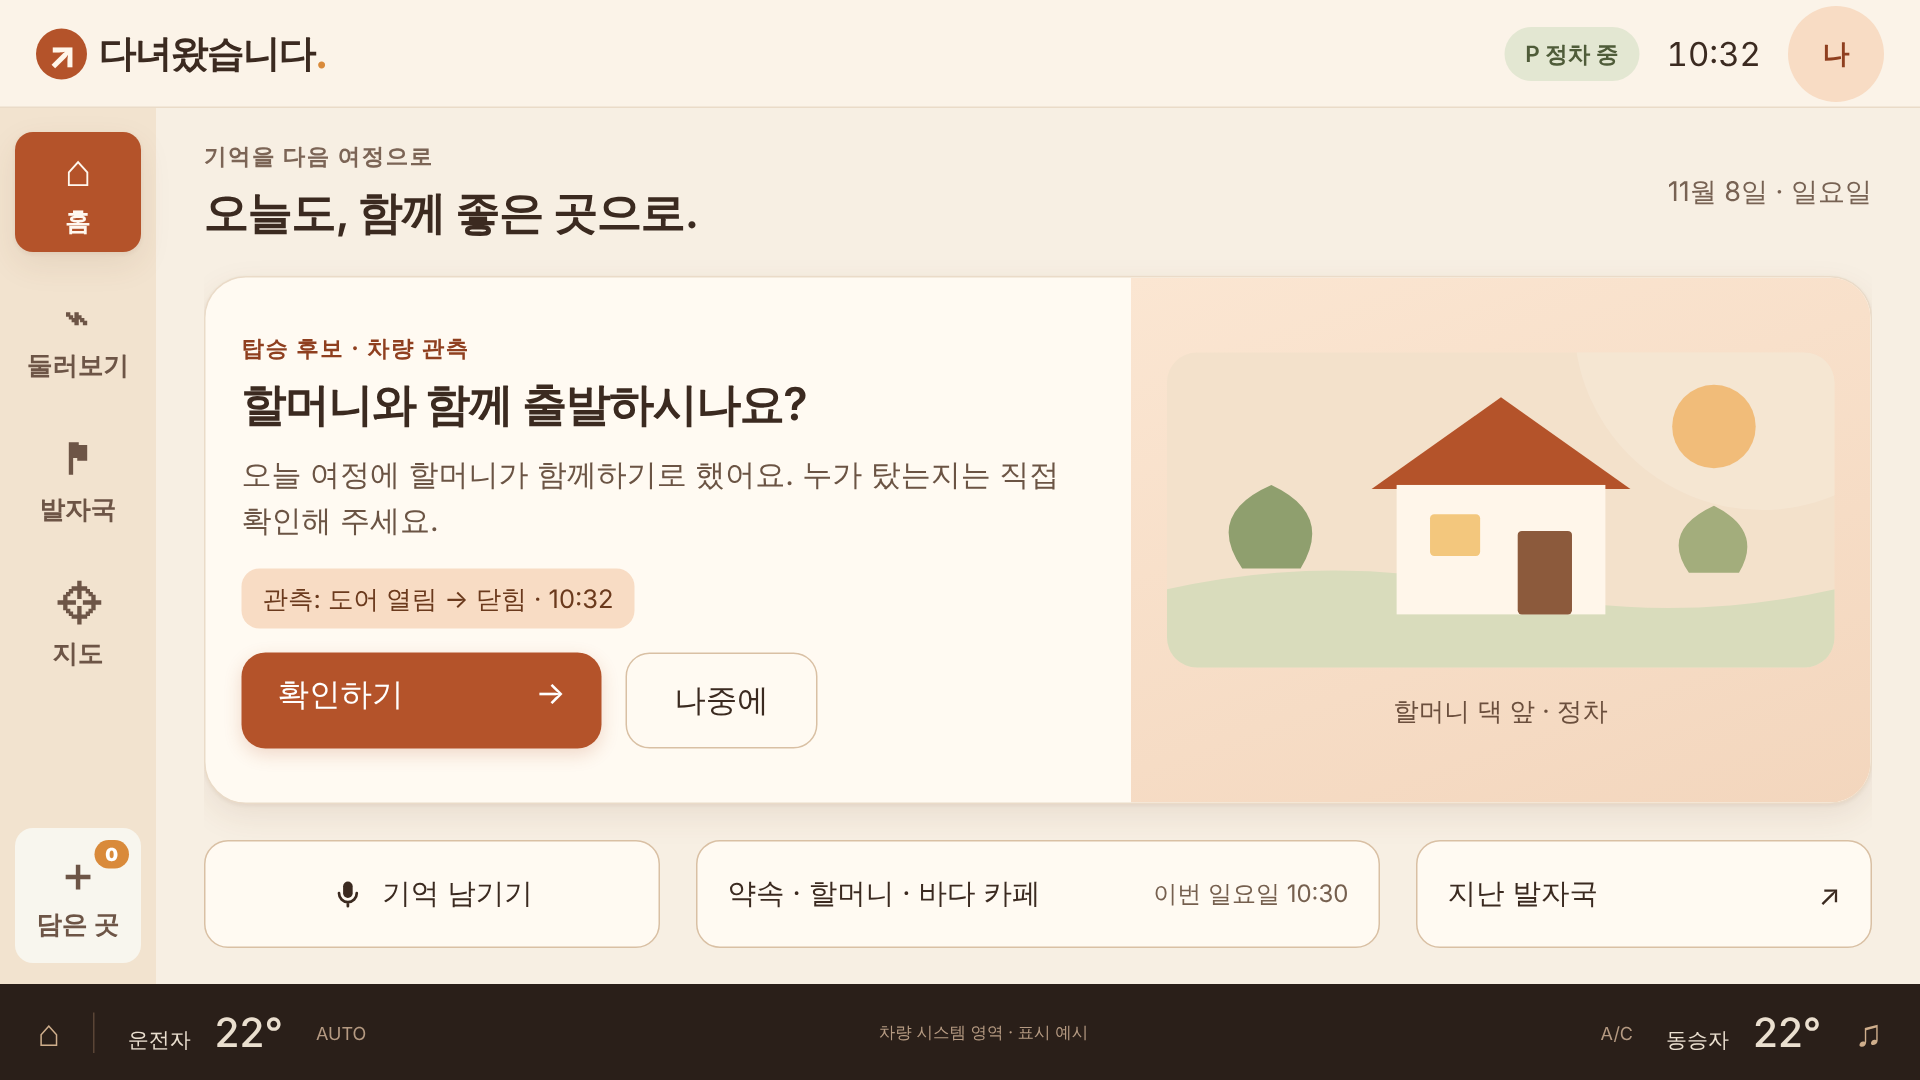 다녀왔습니다.
P 정차 중
10:32
나
홈
둘러보기
발자국
지도
0
담은 곳
기억을 다음 여정으로
오늘도, 함께 좋은 곳으로.
11월 8일 · 일요일
탑승 후보 · 차량 관측
할머니와 함께 출발하시나요?
오늘 여정에 할머니가 함께하기로 했어요. 누가 탔는지는 직접
확인해 주세요.
관측: 도어 열림 → 닫힘 · 10:32
확인하기 →
나중에
할머니 댁 앞 · 정차
기억 남기기
약속 · 할머니 · 바다 카페
이번 일요일 10:30
지난 발자국
운전자 22° AUTO
차량 시스템 영역 · 표시 예시
A/C 동승자 22°